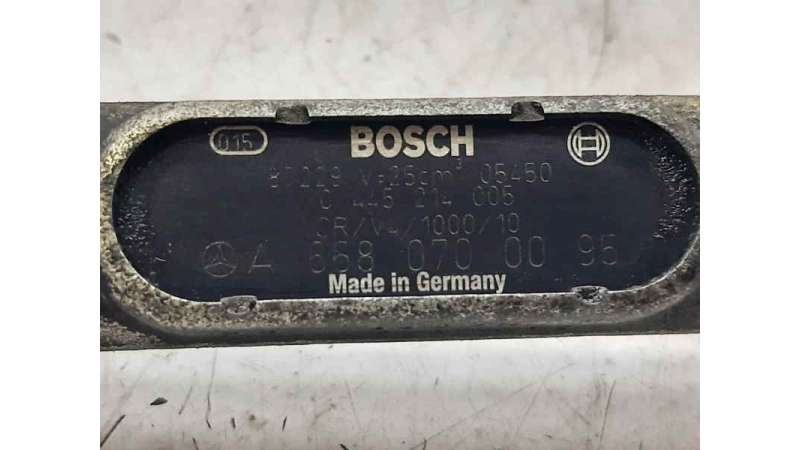 015 BOSCH
87229 V=25cm³ 05450
0 445 214 005
CR/V4/1000/10
A 668 070 00 95
Made in Germany